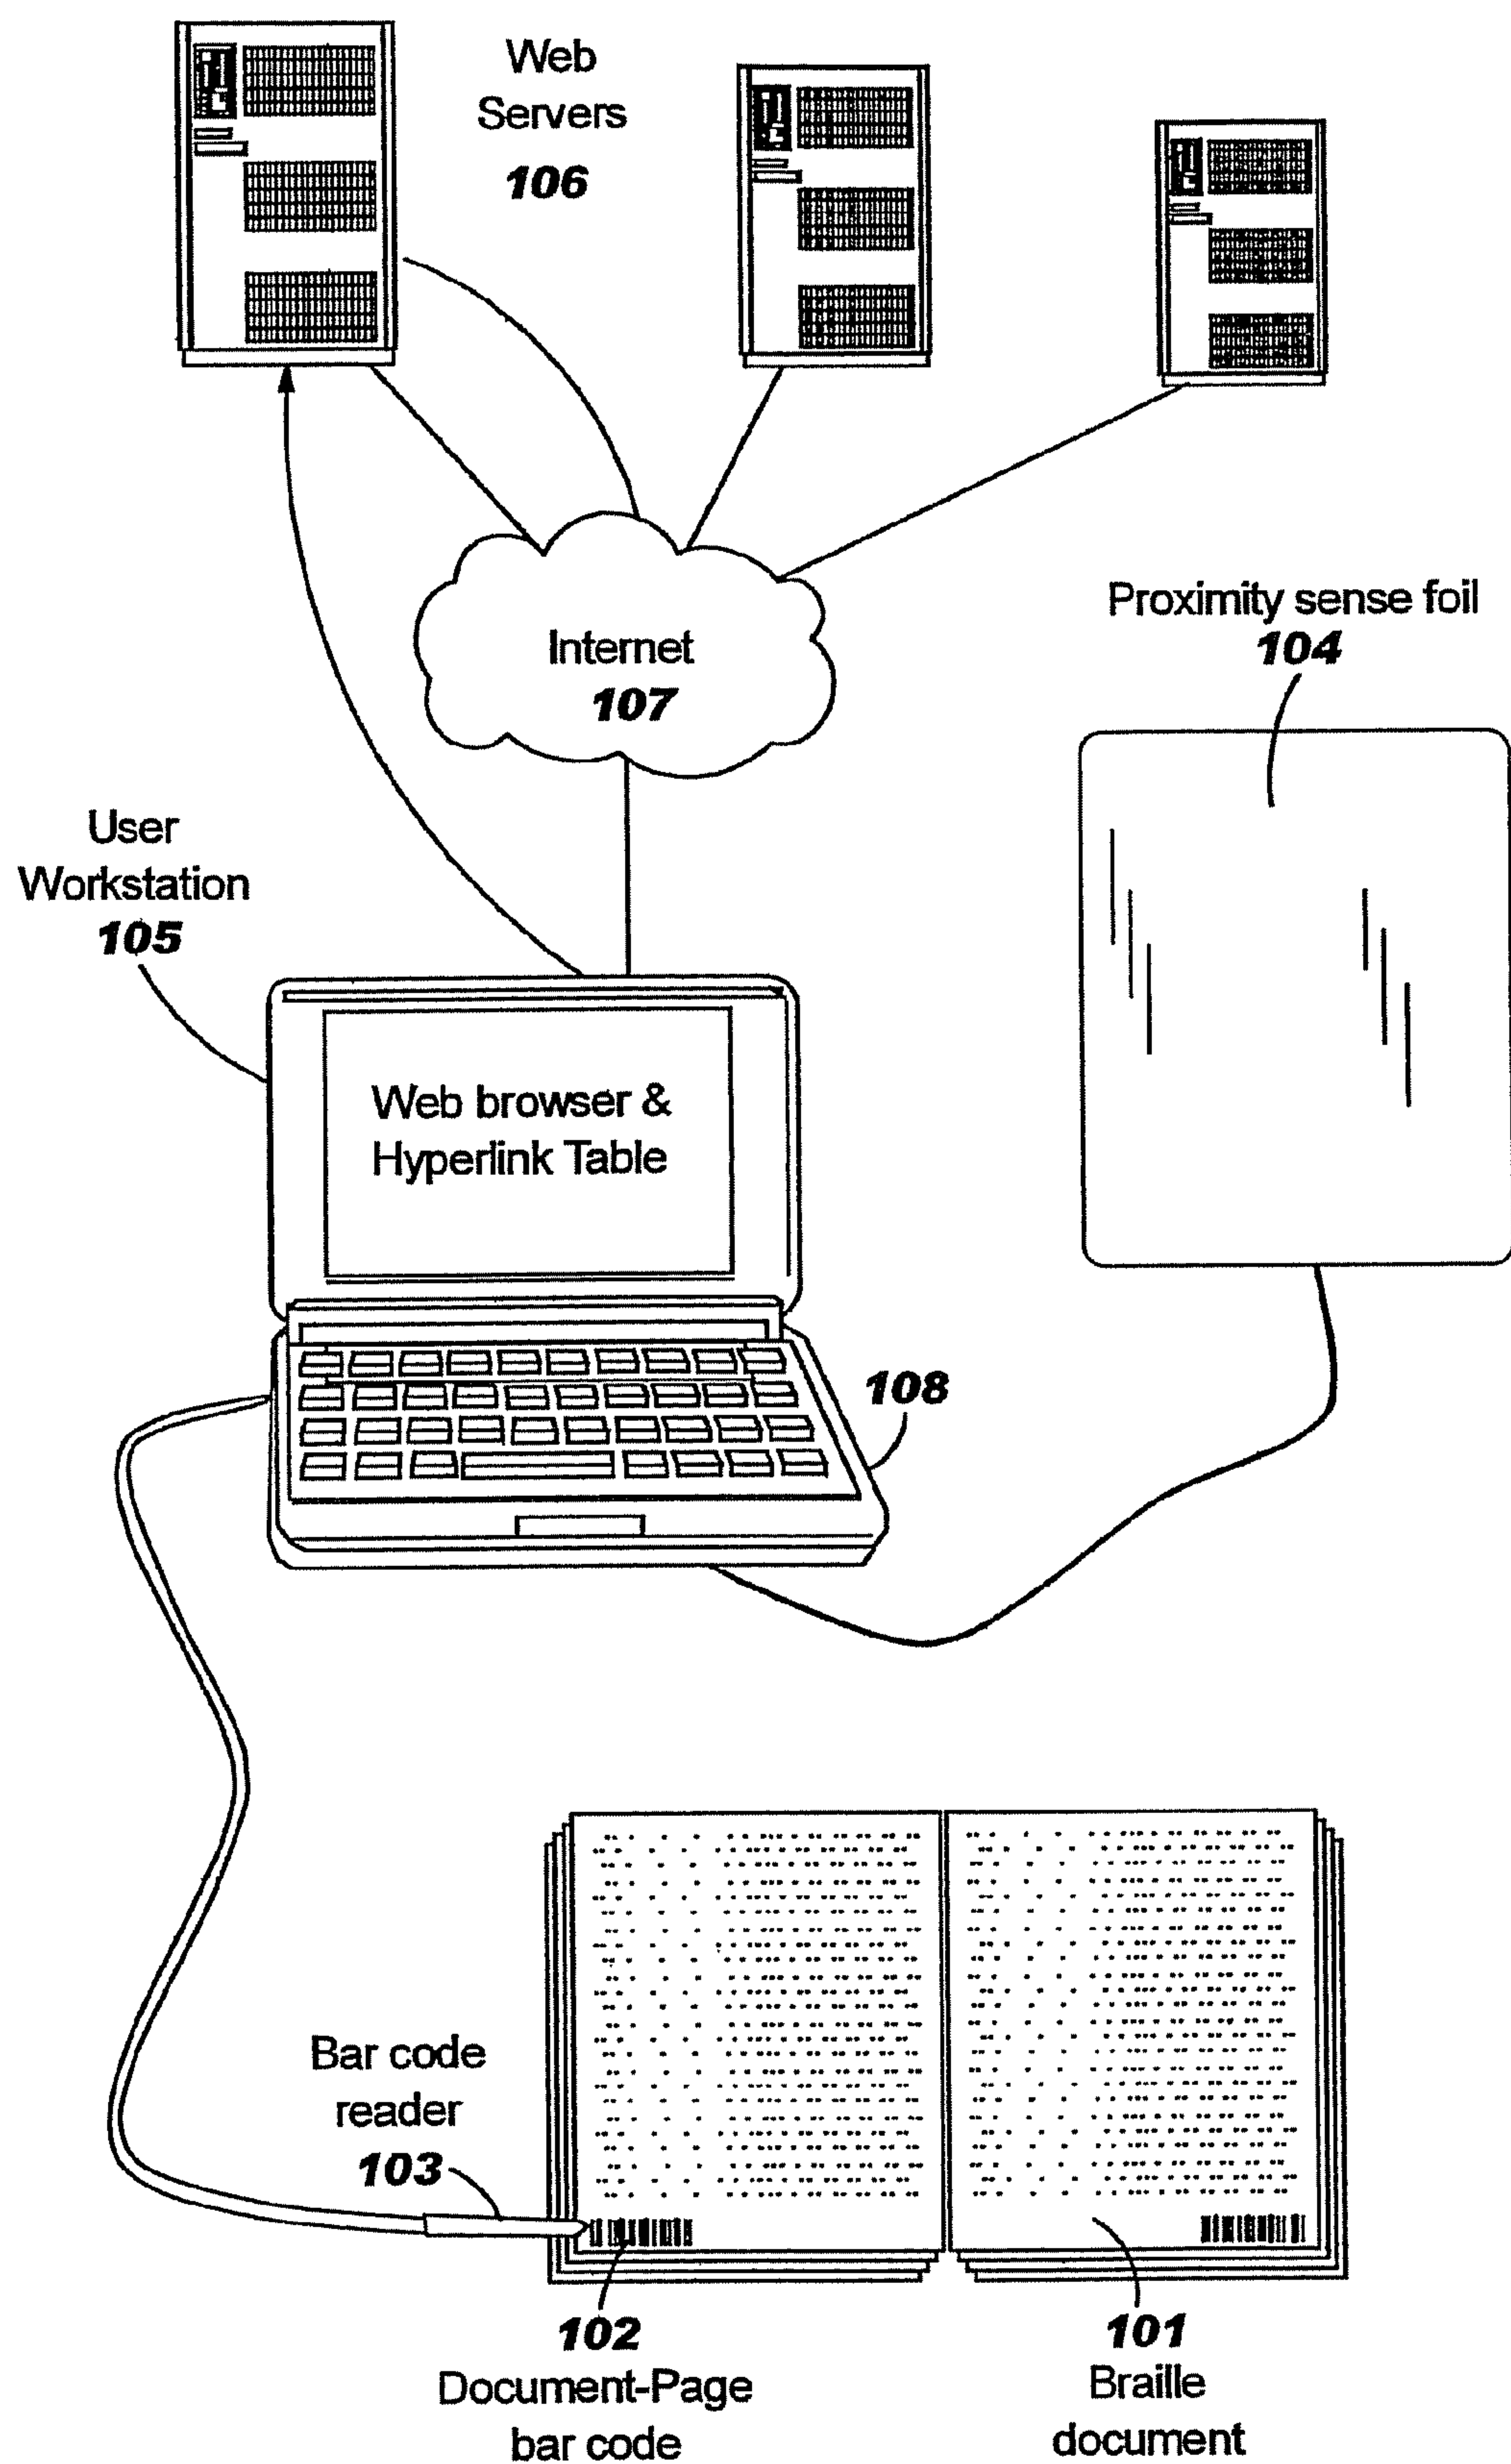 Web
Servers
106
Internet
107
Proximity sense foil
104
User
Workstation
105
Web browser &
Hyperlink Table
108
Bar code
reader
103
102
Document-Page
bar code
101
Braille
document